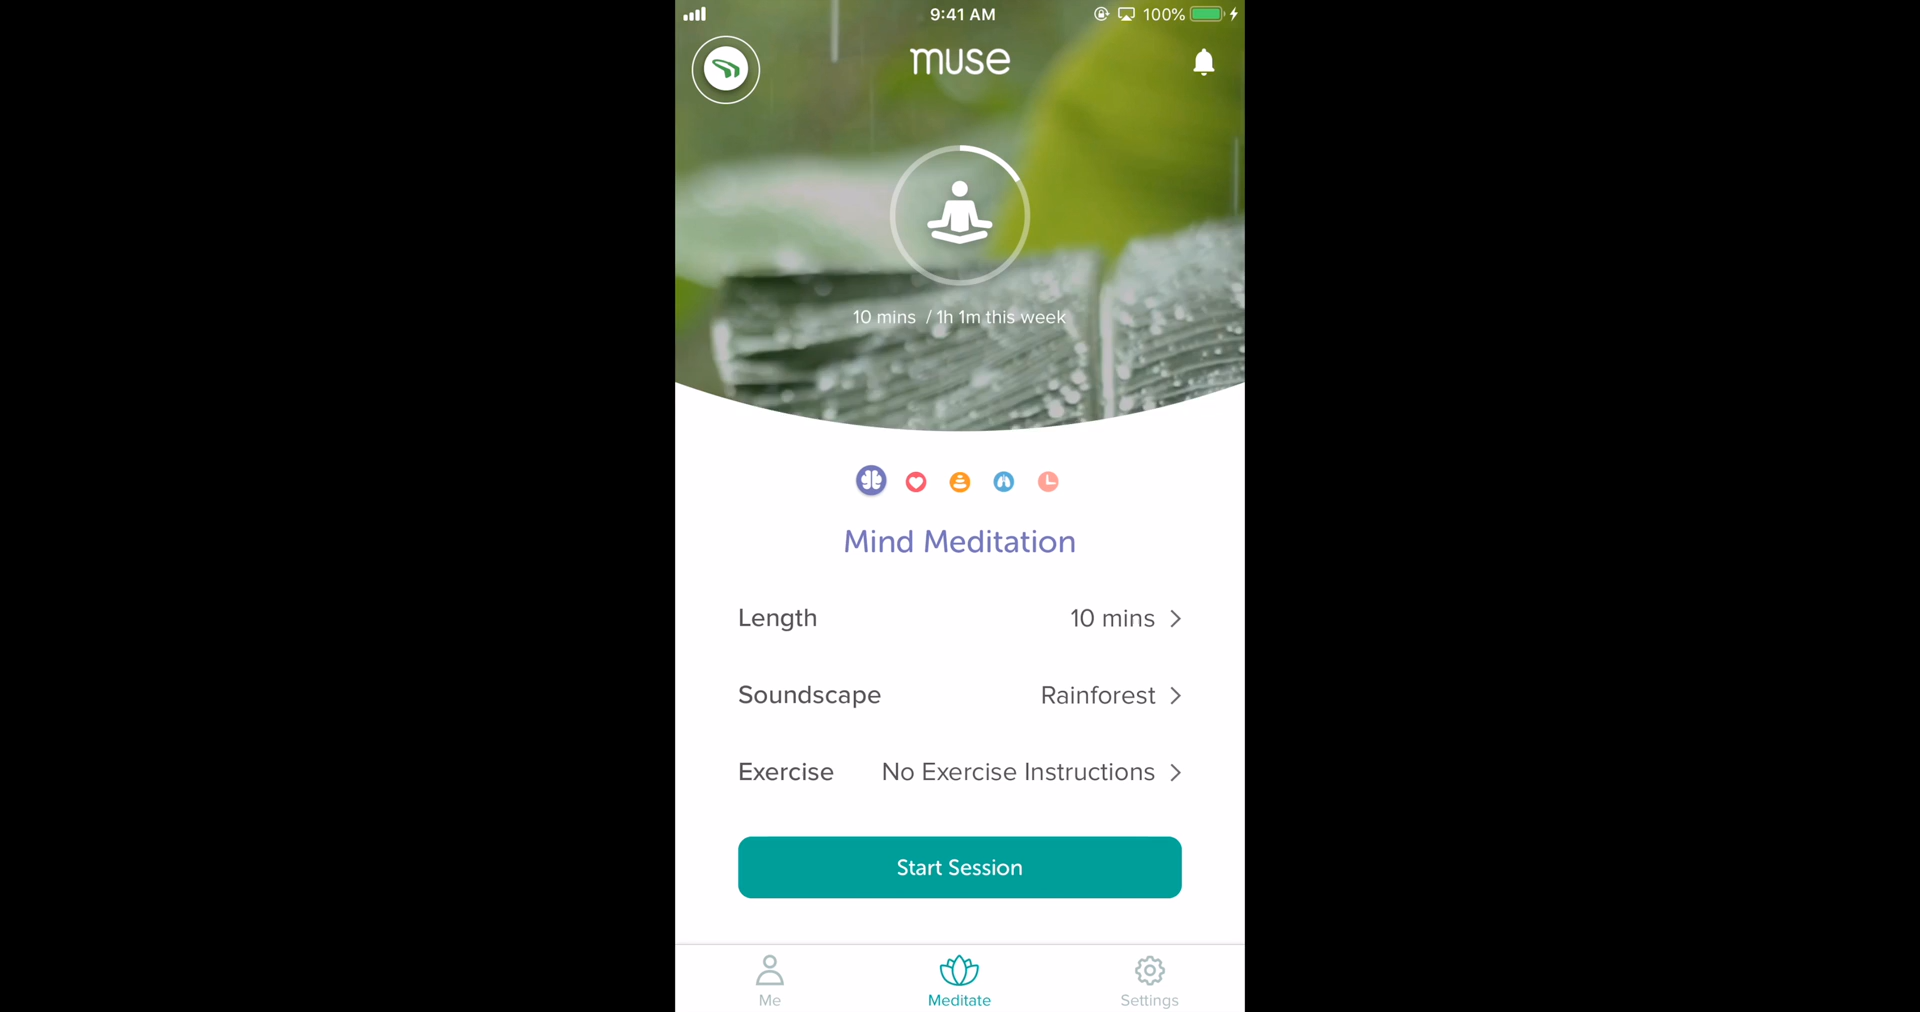 9:41 AM
100%
muse
10 mins / 1h 1m this week
Mind Meditation
Length 10 mins
Soundscape Rainforest
Exercise No Exercise Instructions
Start Session
Me Meditate Settings